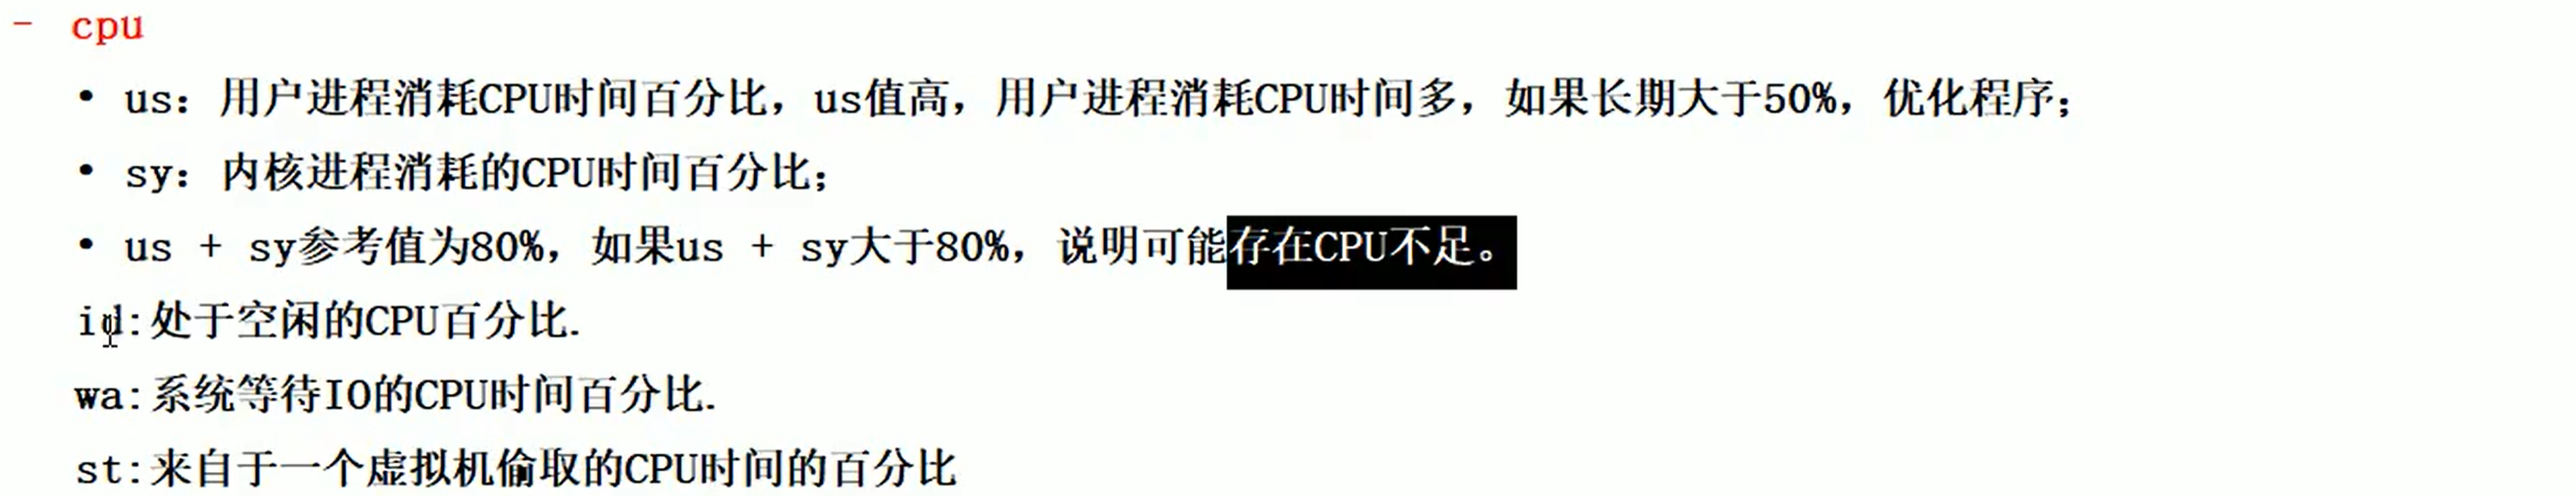 - cpu
• us：用户进程消耗CPU时间百分比，us值高，用户进程消耗CPU时间多，如果长期大于50%，优化程序；
• sy：内核进程消耗的CPU时间百分比；
• us + sy参考值为80%，如果us + sy大于80%，说明可能存在CPU不足。
id:处于空闲的CPU百分比.
wa:系统等待IO的CPU时间百分比.
st:来自于一个虚拟机偷取的CPU时间的百分比